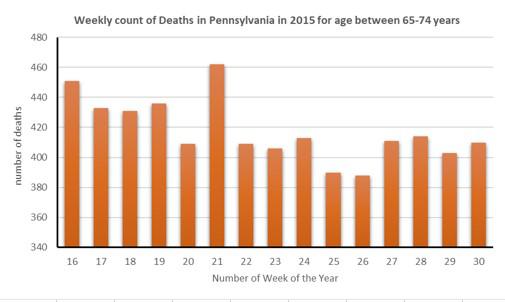 Weekly count of Deaths in Pennsylvania in 2015 for age between 65-74 years
480
460
440
420
400
380
360
340
number of deaths
16 17 18 19 20 21 22 23 24 25 26 27 28 29 30
Number of Week of the Year